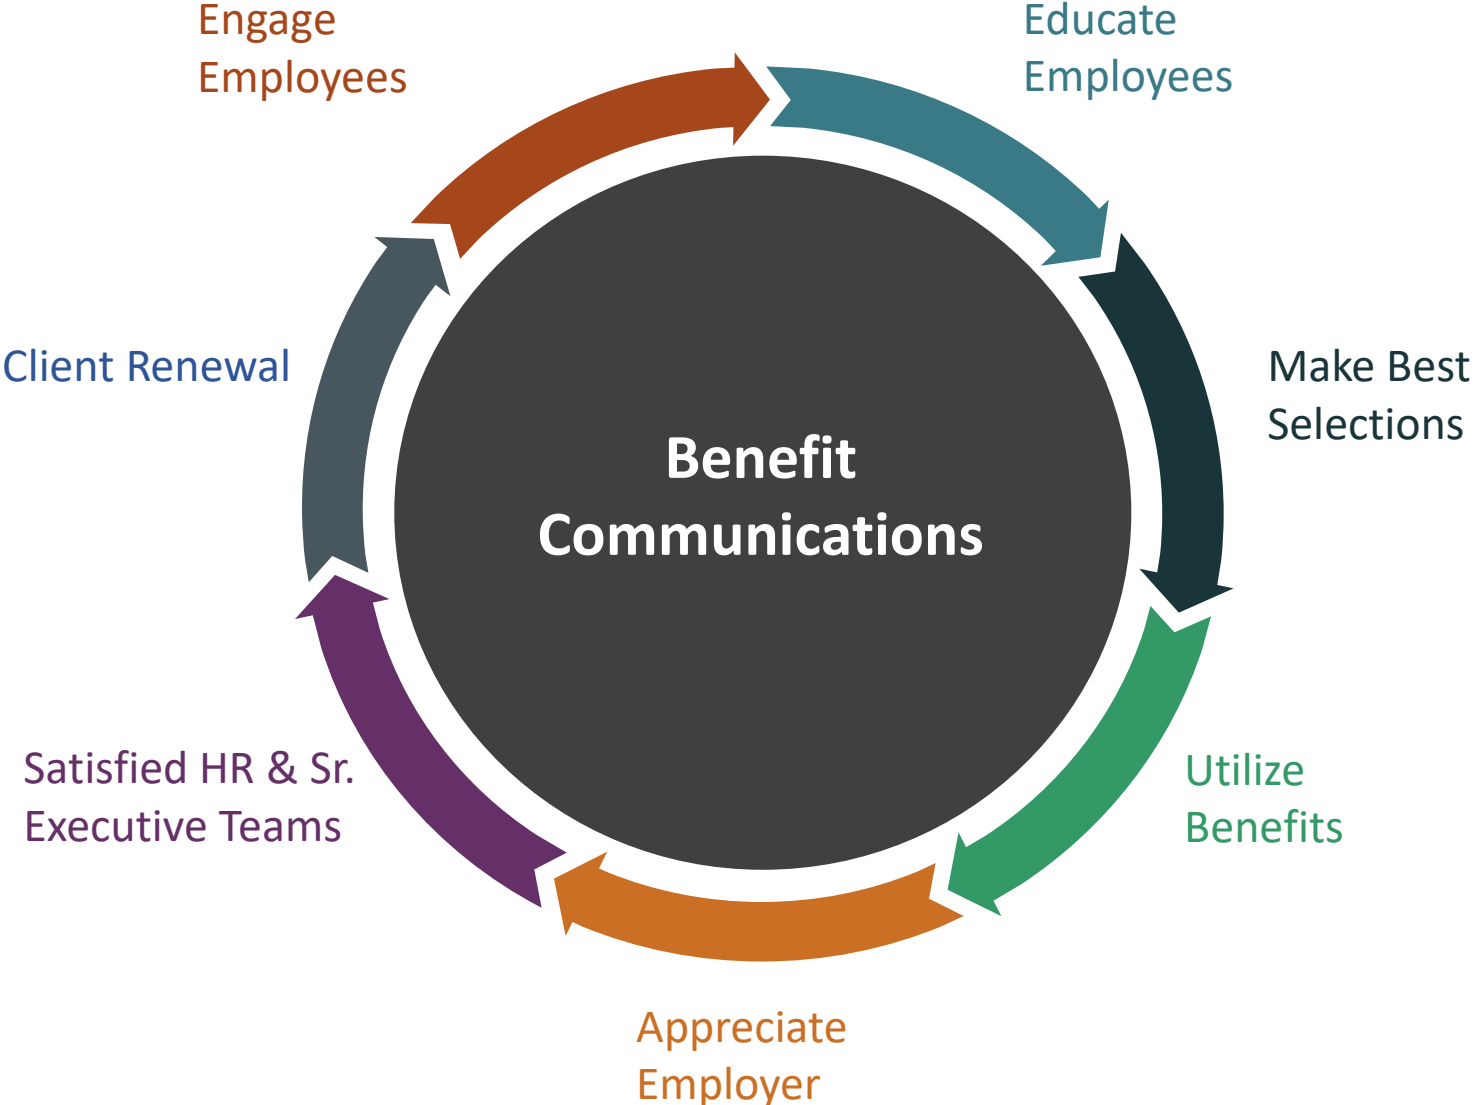 Engage
Employees
Educate
Employees
Client Renewal
Make Best
Selections
Benefit
Communications
Satisfied HR & Sr.
Executive Teams
Utilize
Benefits
Appreciate
Employer